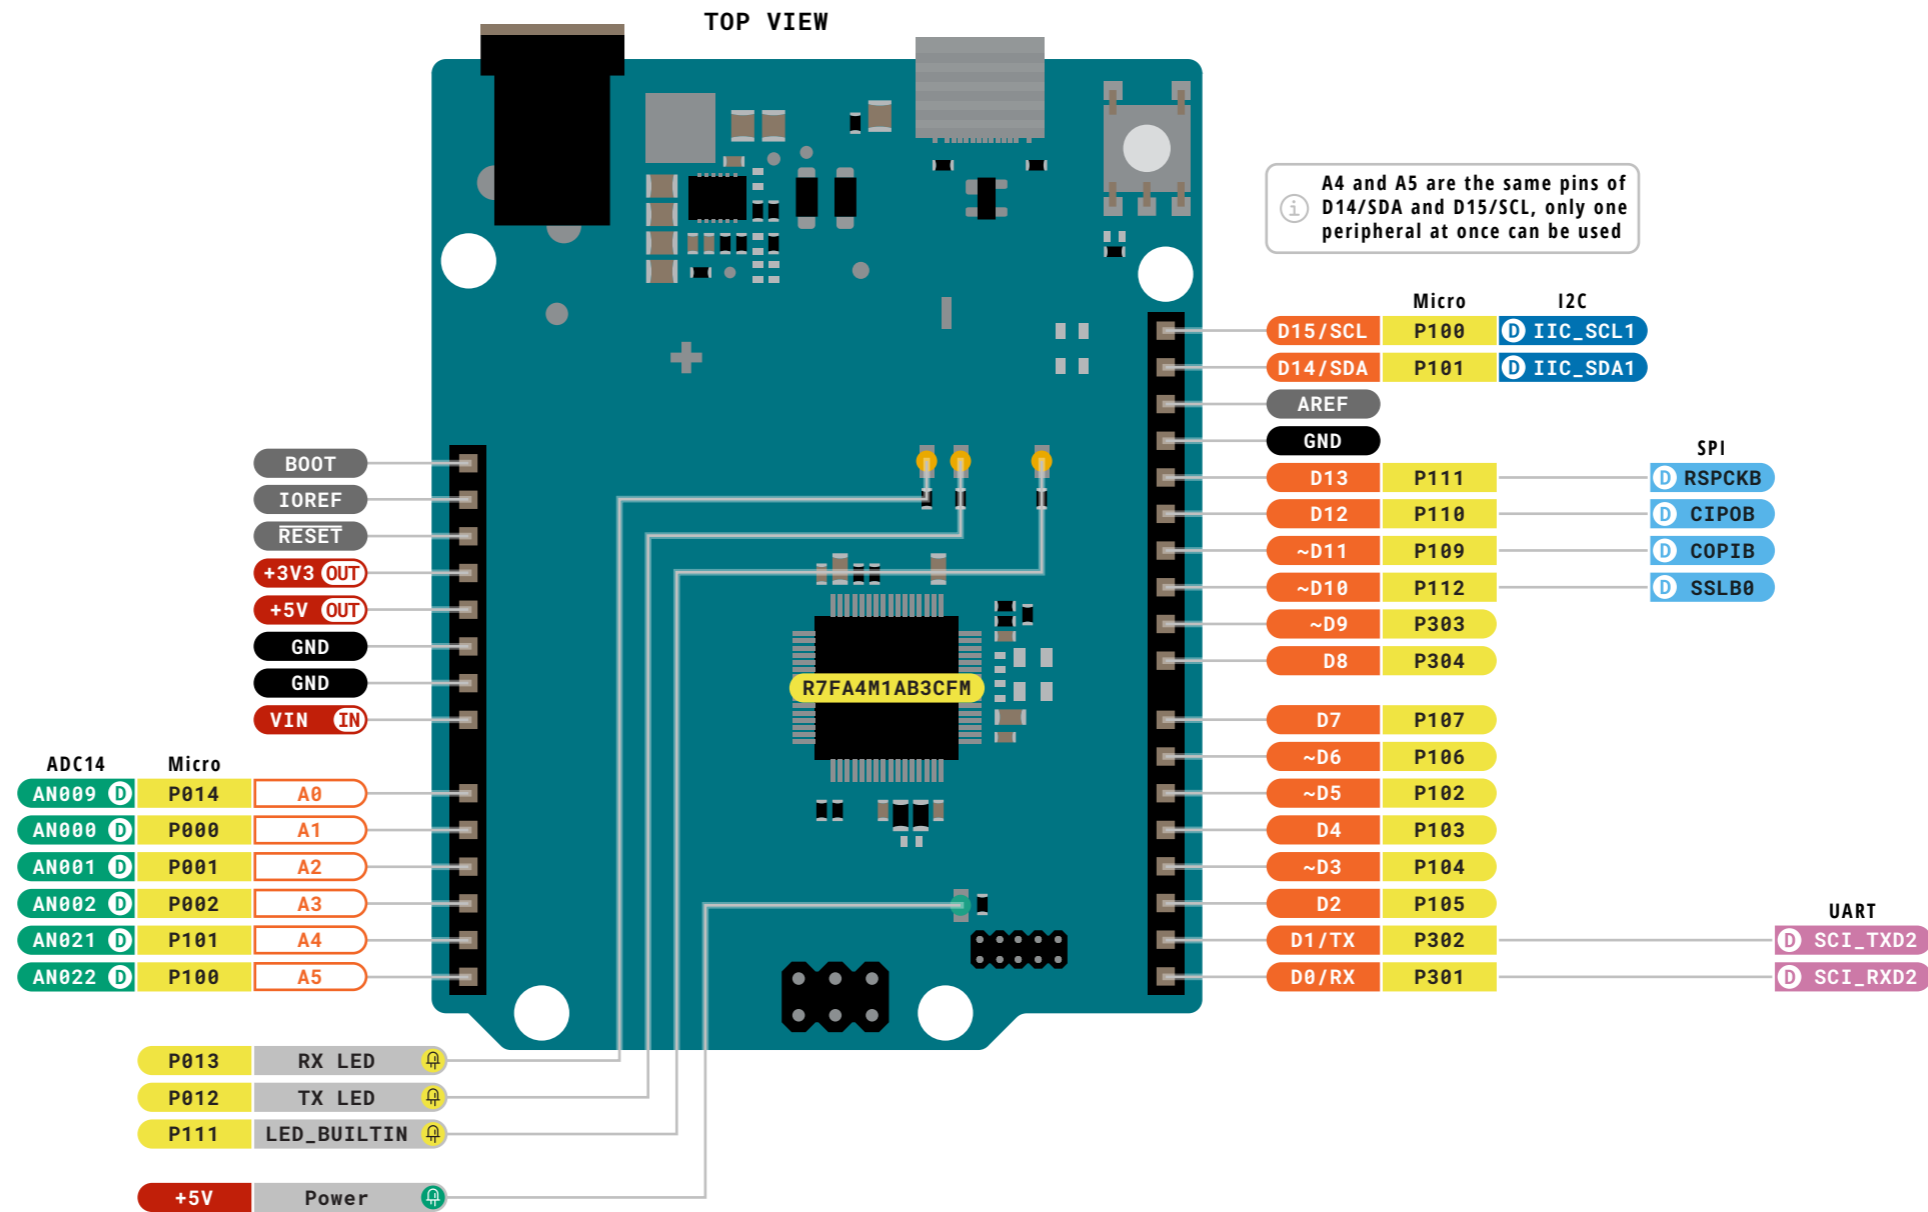 TOP VIEW
A4 and A5 are the same pins of
D14/SDA and D15/SCL, only one
peripheral at once can be used
Micro I2C
D15/SCL P100 D IIC_SCL1
D14/SDA P101 D IIC_SDA1
AREF
GND
SPI
D13 P111 D RSPCKB
D12 P110 D CIPOB
~D11 P109 D COPIB
~D10 P112 D SSLB0
~D9 P303
D8 P304
D7 P107
~D6 P106
~D5 P102
D4 P103
~D3 P104
D2 P105
UART
D1/TX P302 D SCI_TXD2
D0/RX P301 D SCI_RXD2
BOOT
IOREF
RESET
+3V3 OUT
+5V OUT
GND
GND
VIN IN
R7FA4M1AB3CFM
ADC14 Micro
AN009 D P014 A0
AN000 D P000 A1
AN001 D P001 A2
AN002 D P002 A3
AN021 D P101 A4
AN022 D P100 A5
P013 RX LED
P012 TX LED
P111 LED_BUILTIN
+5V Power